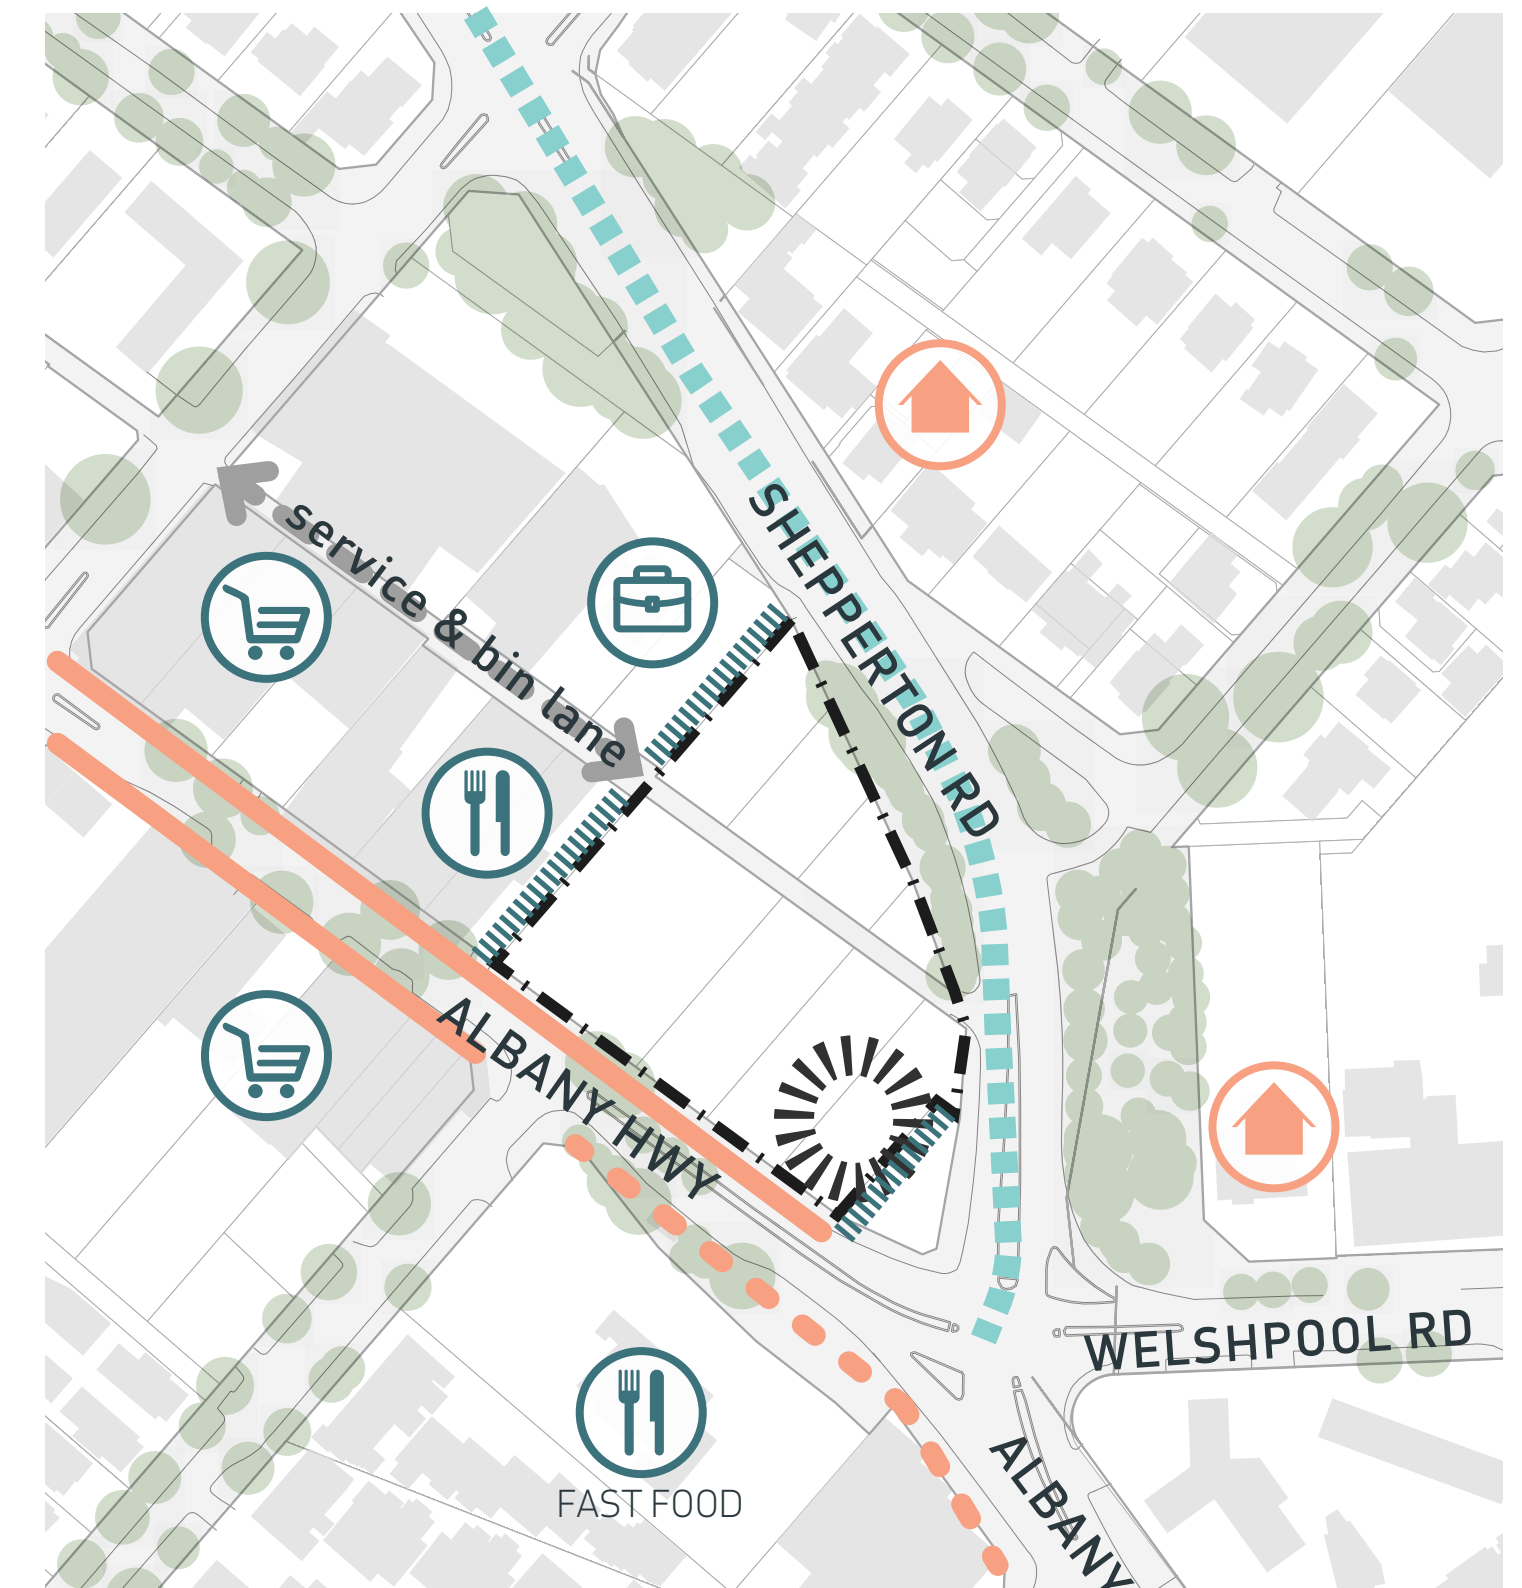 SHEPPERTON RD
service & bin lane
ALBANY HWY
WELSHPOOL RD
ALBANY
FAST FOOD